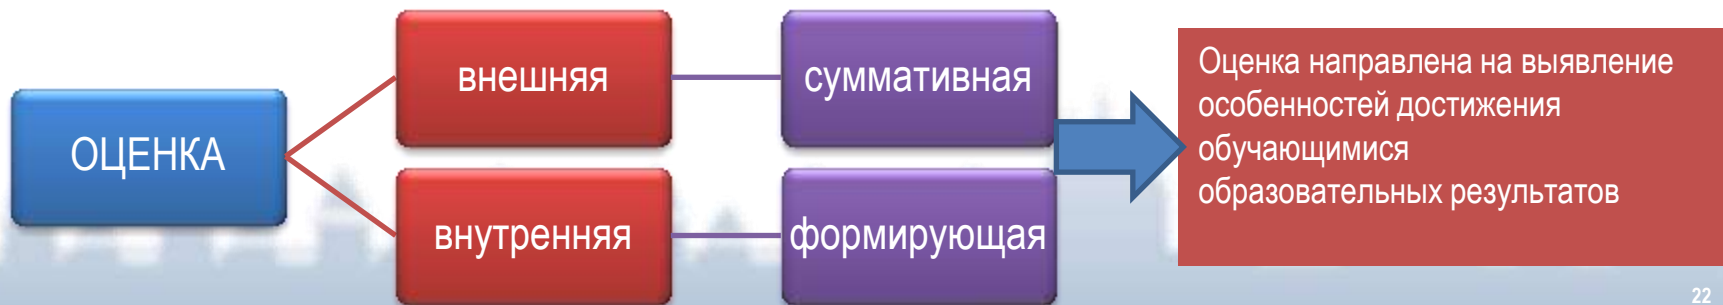 ОЦЕНКА
внешняя
суммативная
внутренняя
формирующая
Оценка направлена на выявление
особенностей достижения
обучающимися
образовательных результатов
22